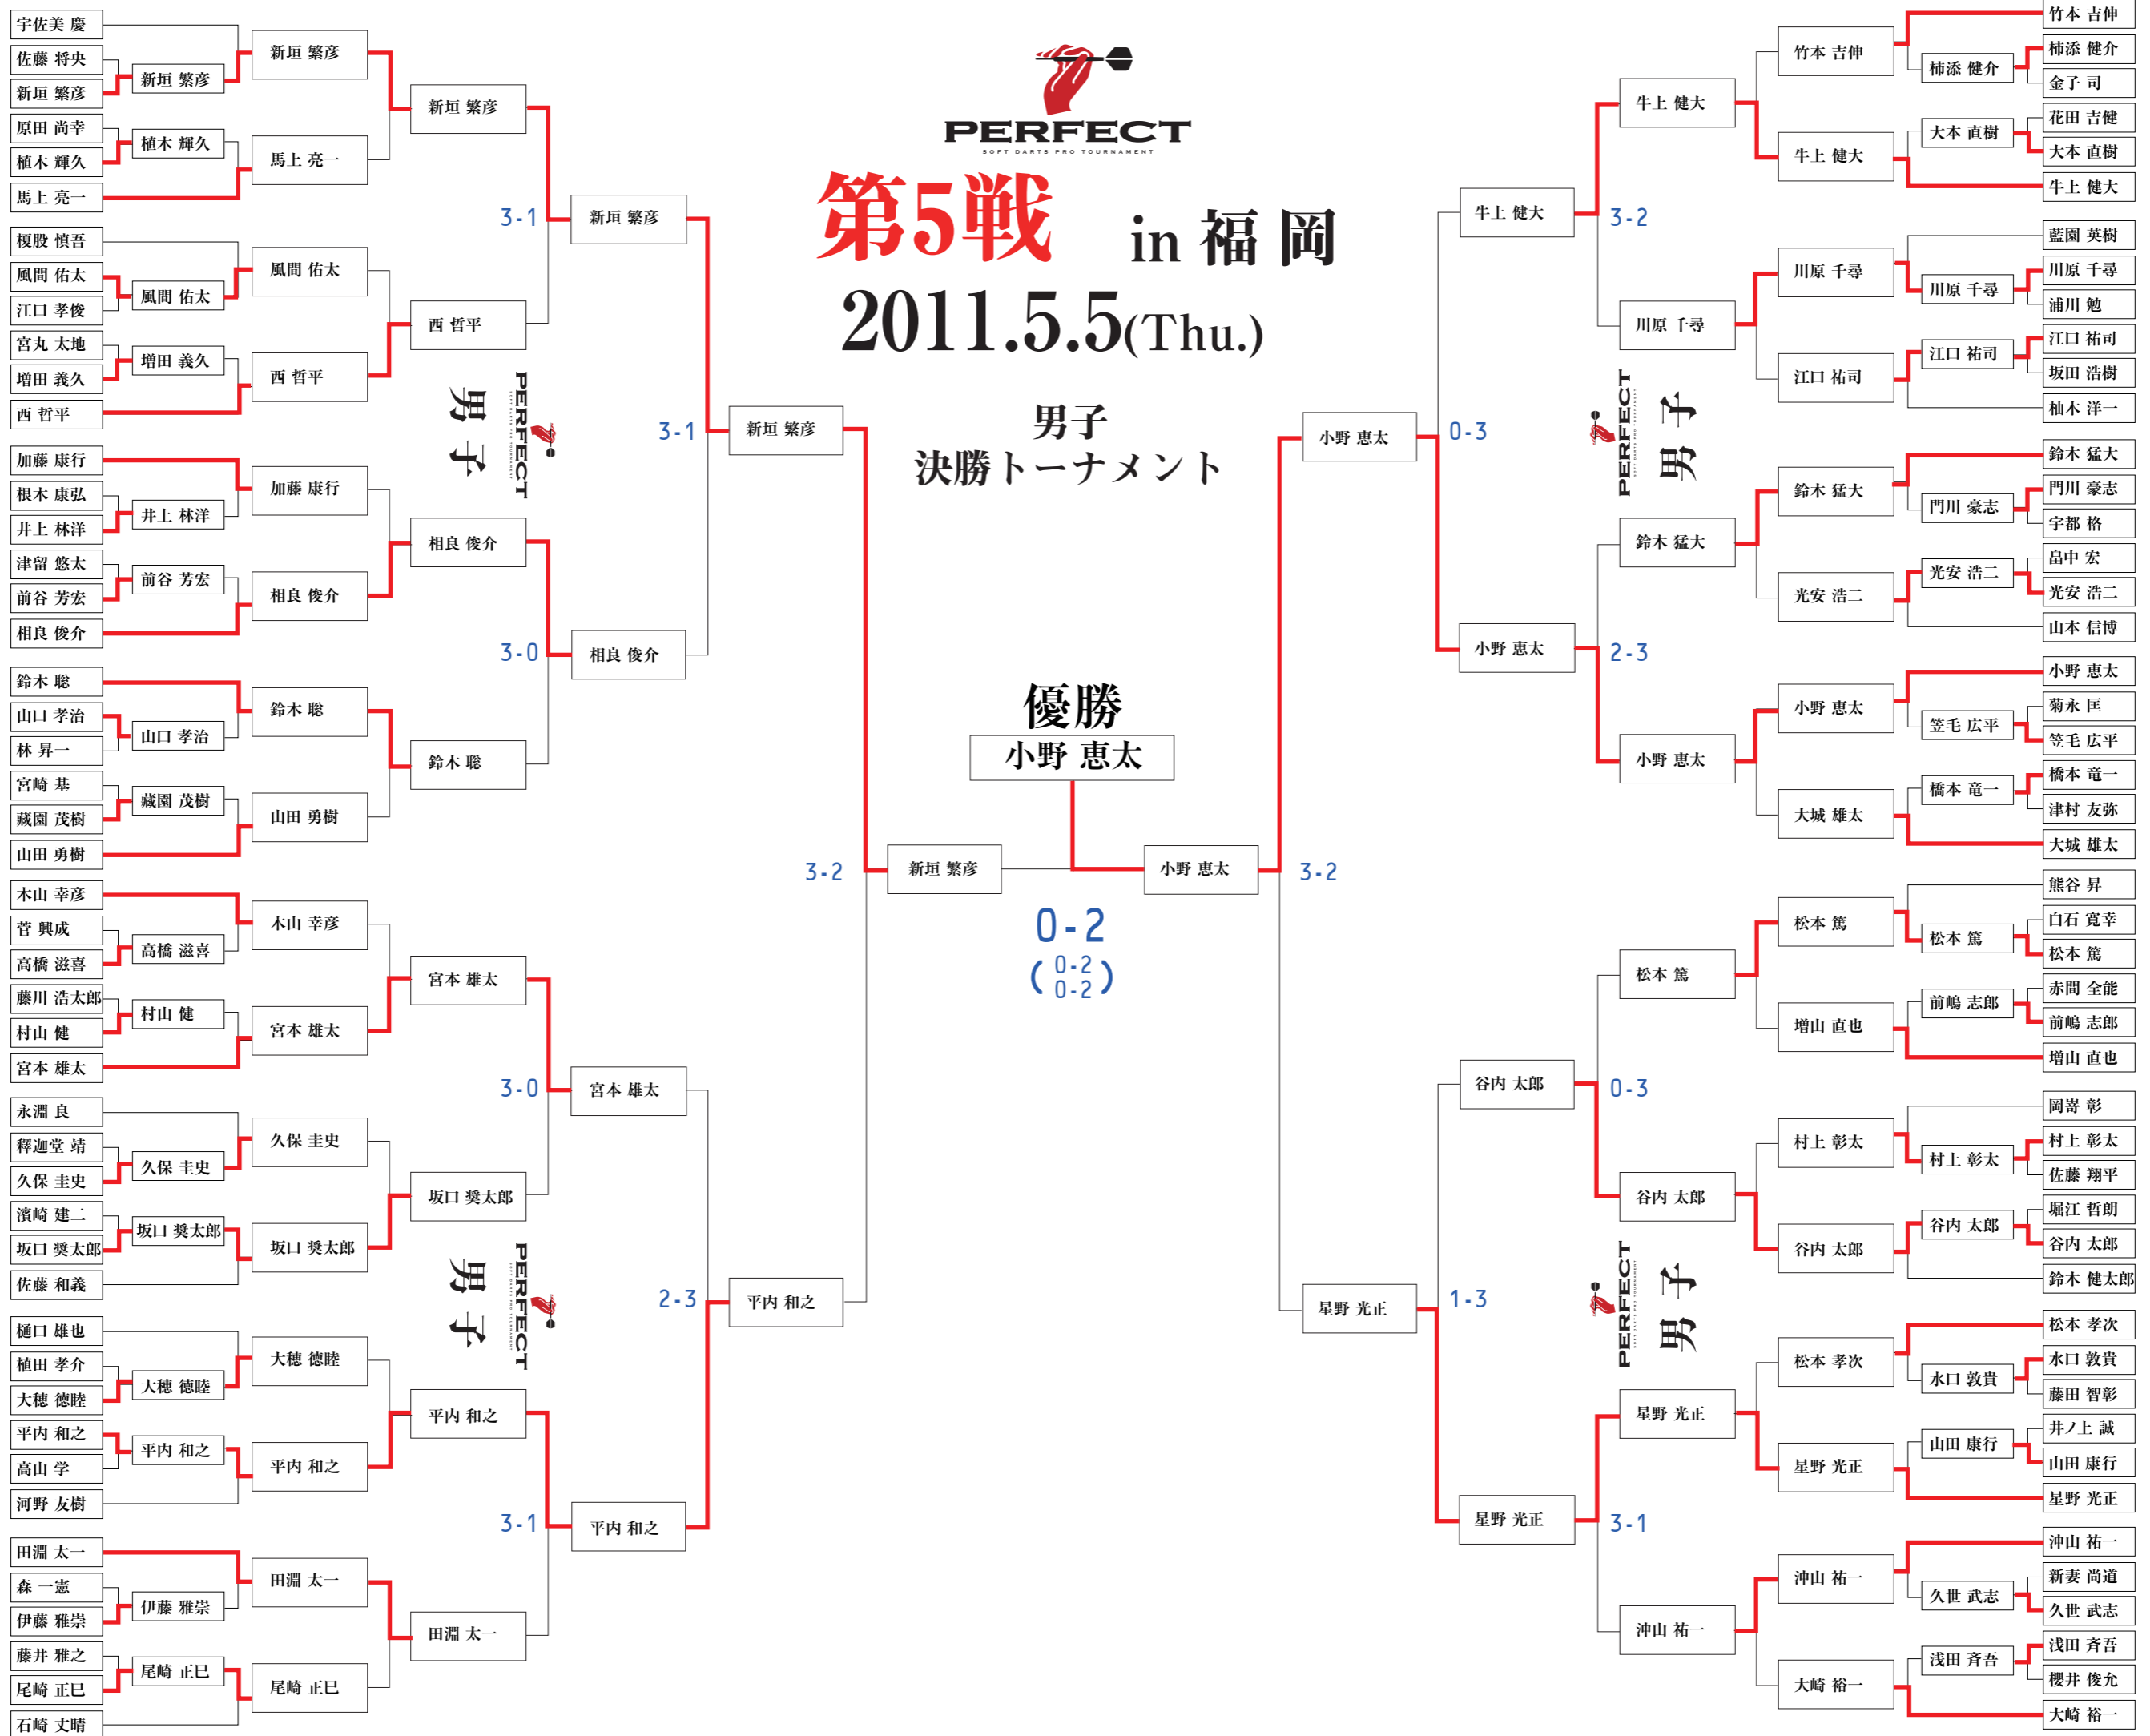 PERFECT
SOFT DARTS PRO TOURNAMENT
第5戦 in 福岡
2011.5.5(Thu.)
男子
決勝トーナメント
優勝
小野 恵太
新垣 繁彦
小野 恵太
0-2
( 0-2
0-2 )
宇佐美 慶
佐藤 将央
新垣 繁彦
原田 尚幸
植木 輝久
馬上 亮一
榎股 慎吾
風間 佑太
江口 孝俊
宮丸 太地
増田 義久
西 哲平
加藤 康行
根木 康弘
井上 林洋
津留 悠太
前谷 芳宏
相良 俊介
鈴木 聡
山口 孝治
林 昇一
宮崎 基
藏園 茂樹
山田 勇樹
木山 幸彦
菅 興成
高橋 滋喜
藤川 浩太郎
村山 健
宮本 雄太
永淵 良
釋迦堂 靖
久保 圭史
濱崎 建二
坂口 奨太郎
佐藤 和義
樋口 雄也
植田 孝介
大穂 徳睦
平内 和之
高山 学
河野 友樹
田淵 太一
森 一憲
伊藤 雅崇
藤井 雅之
尾崎 正巳
石崎 丈晴
新垣 繁彦
植木 輝久
風間 佑太
増田 義久
井上 林洋
前谷 芳宏
山口 孝治
藏園 茂樹
高橋 滋喜
村山 健
久保 圭史
坂口 奨太郎
大穂 徳睦
平内 和之
伊藤 雅崇
尾崎 正巳
新垣 繁彦
馬上 亮一
風間 佑太
西 哲平
加藤 康行
相良 俊介
鈴木 聡
山田 勇樹
木山 幸彦
宮本 雄太
久保 圭史
坂口 奨太郎
大穂 徳睦
平内 和之
田淵 太一
尾崎 正巳
新垣 繁彦
西 哲平
相良 俊介
鈴木 聡
宮本 雄太
坂口 奨太郎
平内 和之
田淵 太一
男子
PERFECT
男子
PERFECT
3-1
3-0
3-0
3-1
新垣 繁彦
相良 俊介
宮本 雄太
平内 和之
3-1
2-3
新垣 繁彦
平内 和之
3-2
3-2
小野 恵太
星野 光正
0-3
1-3
牛上 健大
小野 恵太
谷内 太郎
星野 光正
3-2
2-3
0-3
3-1
PERFECT
男子
PERFECT
男子
牛上 健大
川原 千尋
鈴木 猛大
小野 恵太
松本 篤
谷内 太郎
星野 光正
沖山 祐一
竹本 吉伸
牛上 健大
川原 千尋
江口 祐司
鈴木 猛大
光安 浩二
小野 恵太
大城 雄太
松本 篤
増山 直也
村上 彰太
谷内 太郎
松本 孝次
星野 光正
沖山 祐一
大崎 裕一
柿添 健介
大本 直樹
川原 千尋
江口 祐司
門川 豪志
光安 浩二
笠毛 広平
橋本 竜一
松本 篤
前嶋 志郎
村上 彰太
谷内 太郎
水口 敦貴
山田 康行
久世 武志
浅田 斉吾
竹本 吉伸
柿添 健介
金子 司
花田 吉健
大本 直樹
牛上 健大
藍園 英樹
川原 千尋
浦川 勉
江口 祐司
坂田 浩樹
柚木 洋一
鈴木 猛大
門川 豪志
宇都 格
畠中 宏
光安 浩二
山本 信博
小野 恵太
菊永 匡
笠毛 広平
橋本 竜一
津村 友弥
大城 雄太
熊谷 昇
白石 寛幸
松本 篤
赤間 全能
前嶋 志郎
増山 直也
岡嵜 彰
村上 彰太
佐藤 翔平
堀江 哲朗
谷内 太郎
鈴木 健太郎
松本 孝次
水口 敦貴
藤田 智彰
井ノ上 誠
山田 康行
星野 光正
沖山 祐一
新妻 尚道
久世 武志
浅田 斉吾
櫻井 俊允
大崎 裕一